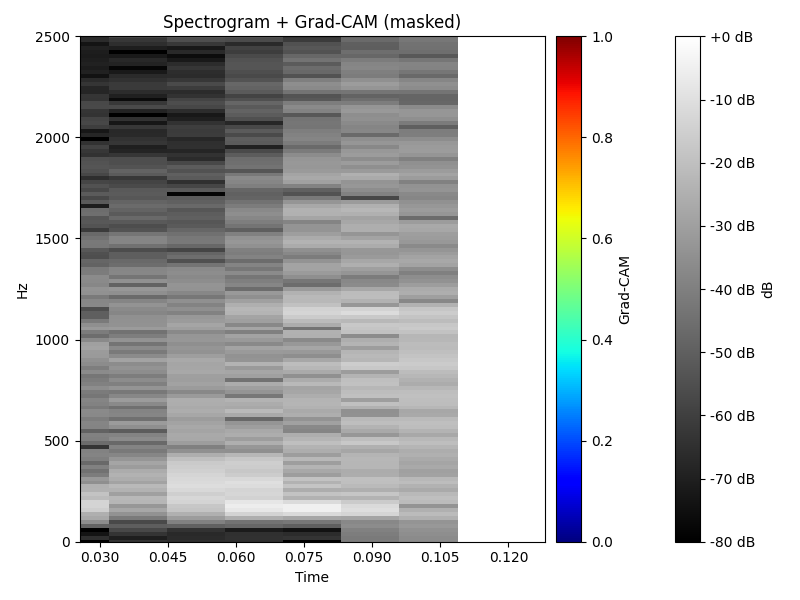 Spectrogram + Grad-CAM (masked)
2500
2000
1500
1000
500
0
Hz
0.030 0.045 0.060 0.075 0.090 0.105 0.120
Time
1.0
0.8
0.6
0.4
0.2
0.0
Grad-CAM
+0 dB
-10 dB
-20 dB
-30 dB
-40 dB
-50 dB
-60 dB
-70 dB
-80 dB
dB